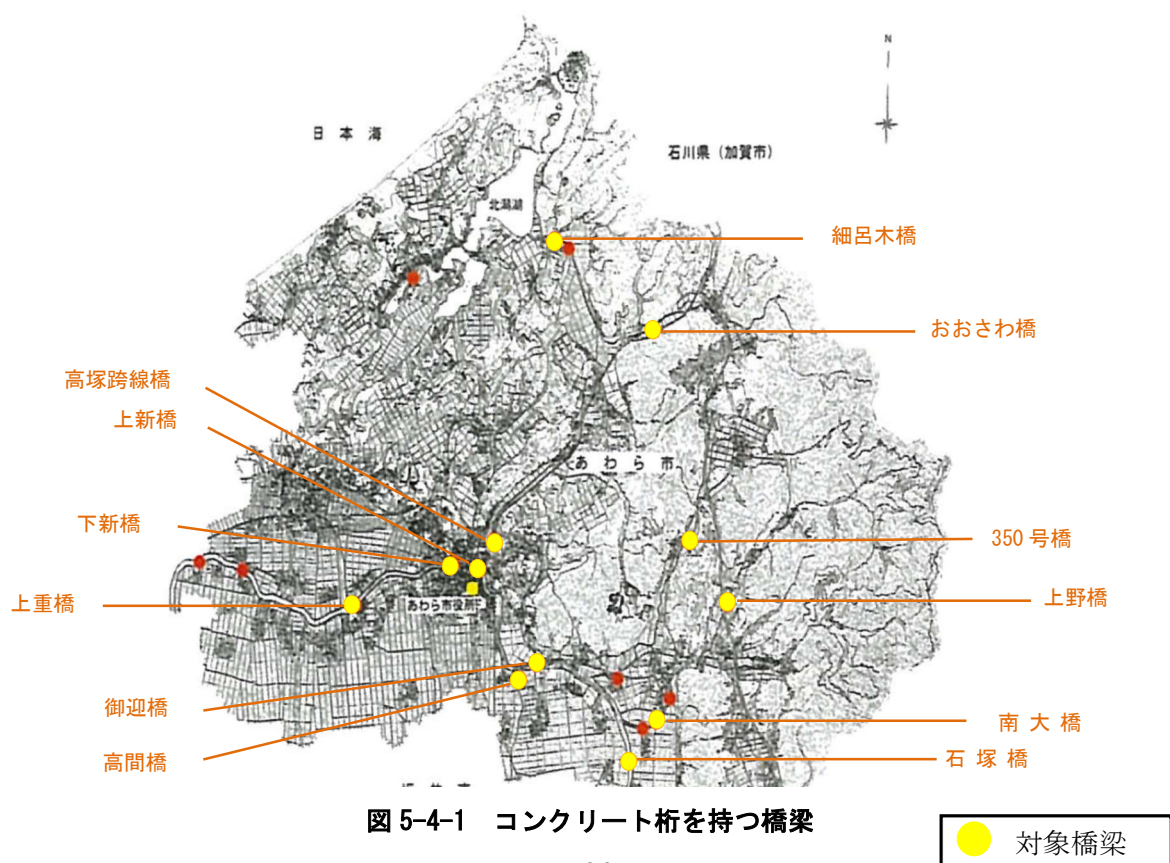 N
日本海
石川県（加賀市）
北潟湖
細呂木橋
おおさわ橋
高塚跨線橋
上新橋
あわら市
下新橋
350号橋
上重橋
あわら市役所
上野橋
御迎橋
南大橋
高間橋
石塚橋
図5-4-1 コンクリート桁を持つ橋梁
対象橋梁